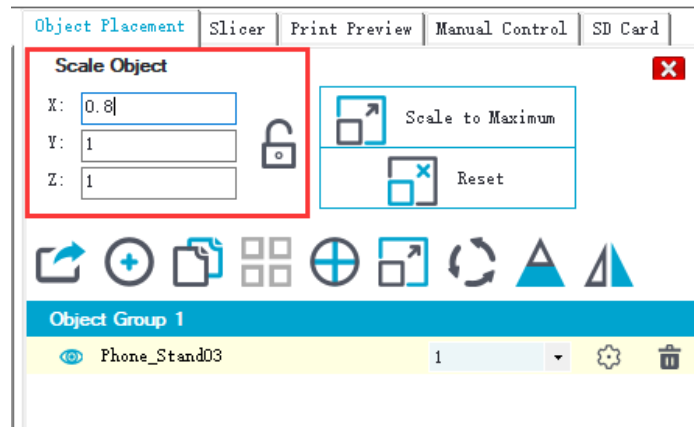 Object Placement Slicer Print Preview Manual Control SD Card
Scale Object
X: 0.8
Y: 1
Z: 1
Scale to Maximum
Reset
Object Group 1
Phone_Stand03 1